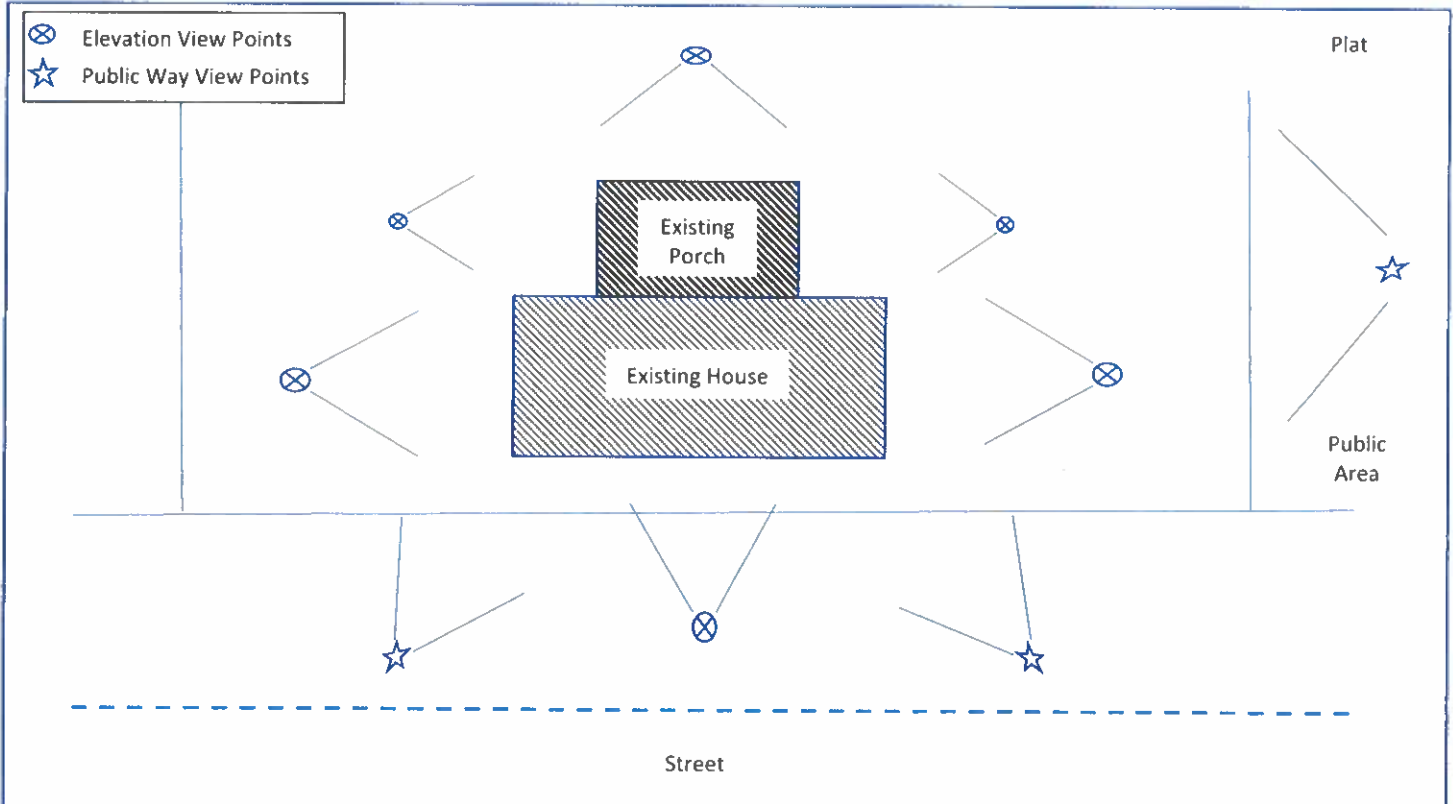 Elevation View Points
Public Way View Points
Plat
Existing
Porch
Existing House
Public
Area
Street